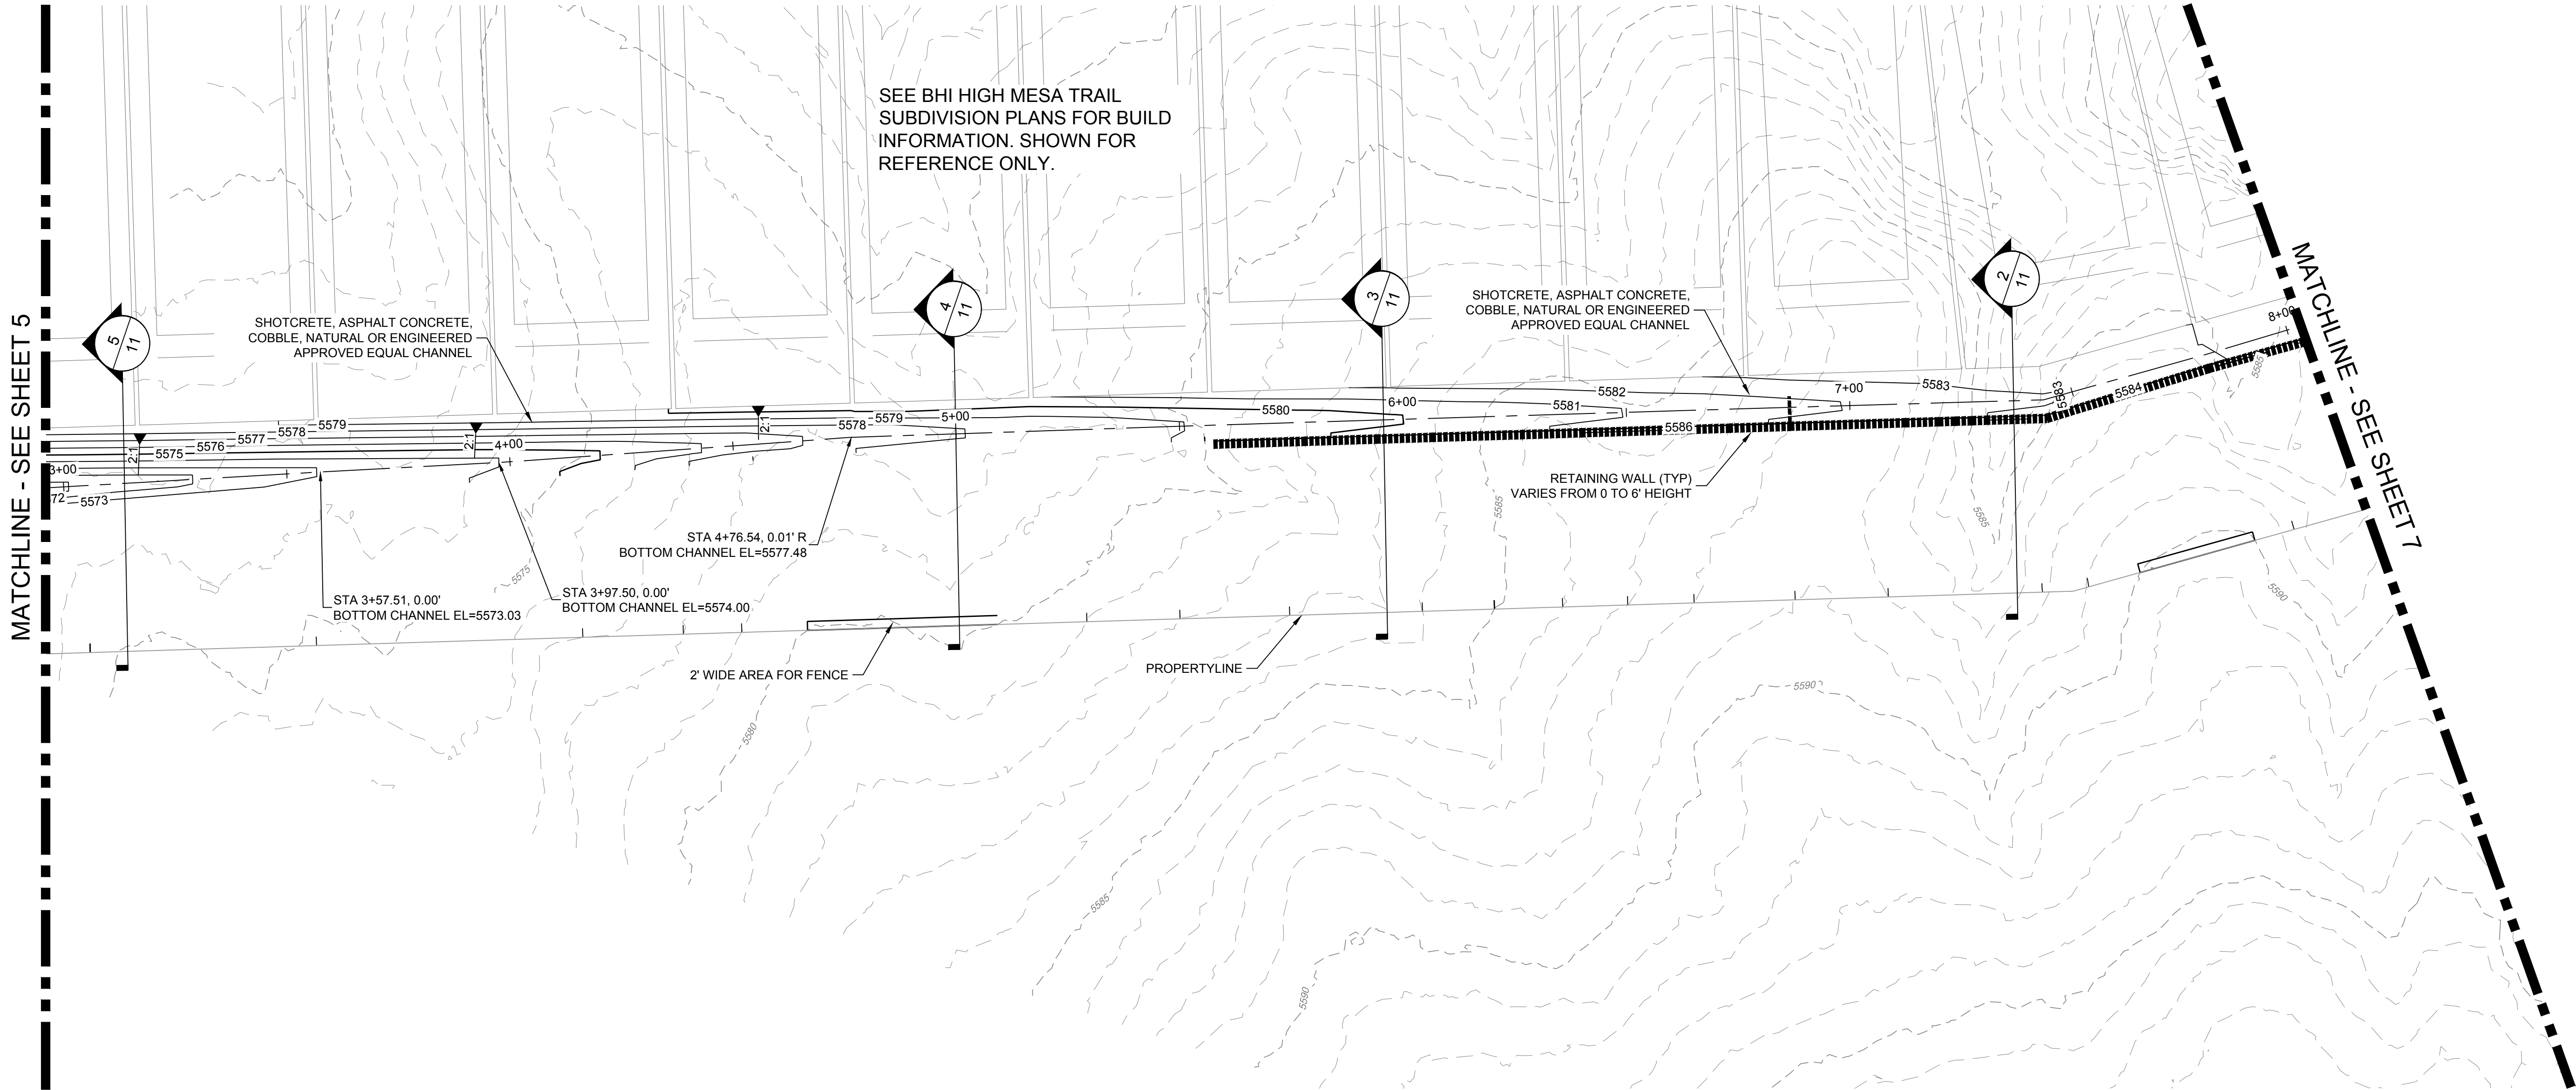 SEE BHI HIGH MESA TRAIL
SUBDIVISION PLANS FOR BUILD
INFORMATION. SHOWN FOR
REFERENCE ONLY.
MATCHLINE - SEE SHEET 5
MATCHLINE - SEE SHEET 7
5
11
4
11
3
11
2
11
SHOTCRETE, ASPHALT CONCRETE,
COBBLE, NATURAL OR ENGINEERED
APPROVED EQUAL CHANNEL
SHOTCRETE, ASPHALT CONCRETE,
COBBLE, NATURAL OR ENGINEERED
APPROVED EQUAL CHANNEL
8+00
5585
5584
5583
5583
7+00
5582
5581
6+00
5580
5+00
5579
5578
2:1
4+00
2:1
5579
5578
5577
5576
5575
2:1
3+00
72
5573
5586
RETAINING WALL (TYP)
VARIES FROM 0 TO 6' HEIGHT
5585
5585
STA 4+76.54, 0.01' R
BOTTOM CHANNEL EL=5577.48
5575
STA 3+97.50, 0.00'
BOTTOM CHANNEL EL=5574.00
STA 3+57.51, 0.00'
BOTTOM CHANNEL EL=5573.03
5590
2' WIDE AREA FOR FENCE
PROPERTYLINE
5590
5580
5585
5590